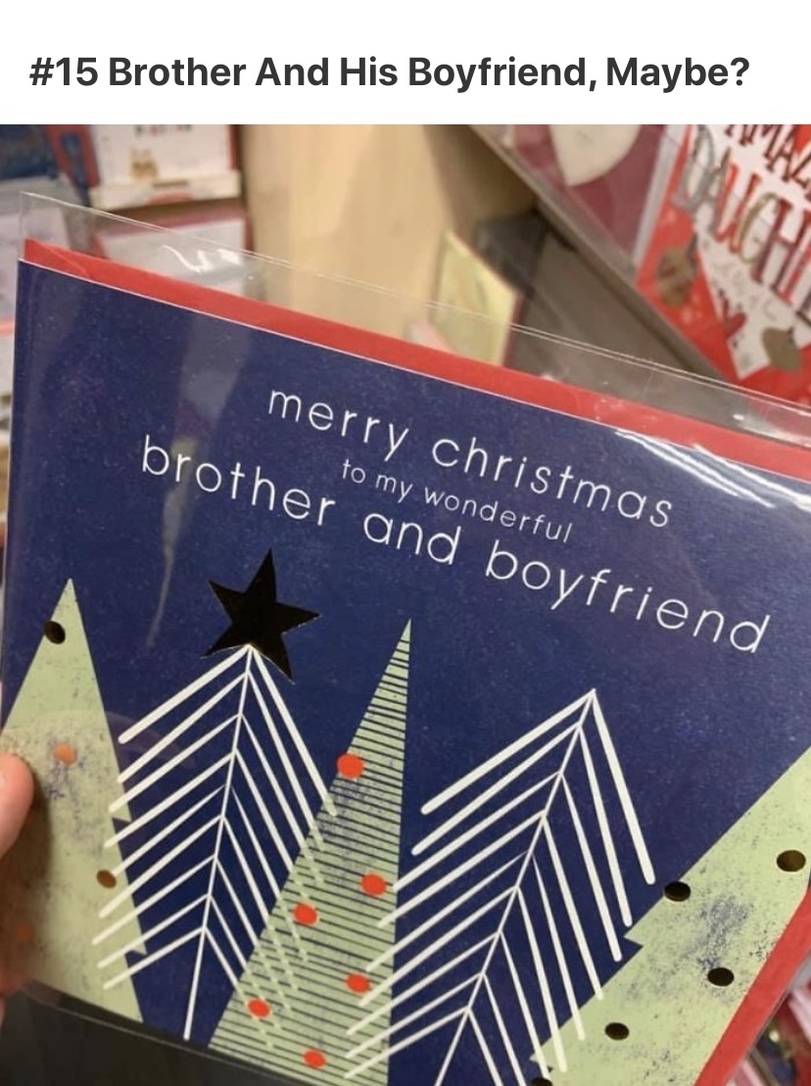 #15 Brother And His Boyfriend, Maybe?
merry christmas
to my wonderful
brother and boyfriend